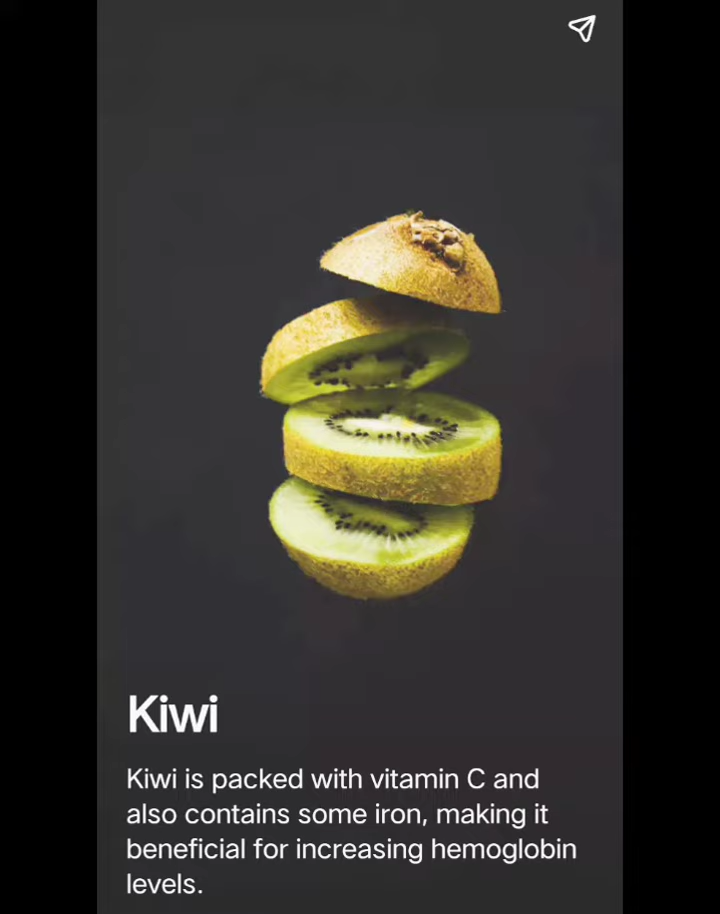 Kiwi
Kiwi is packed with vitamin C and
also contains some iron, making it
beneficial for increasing hemoglobin
levels.